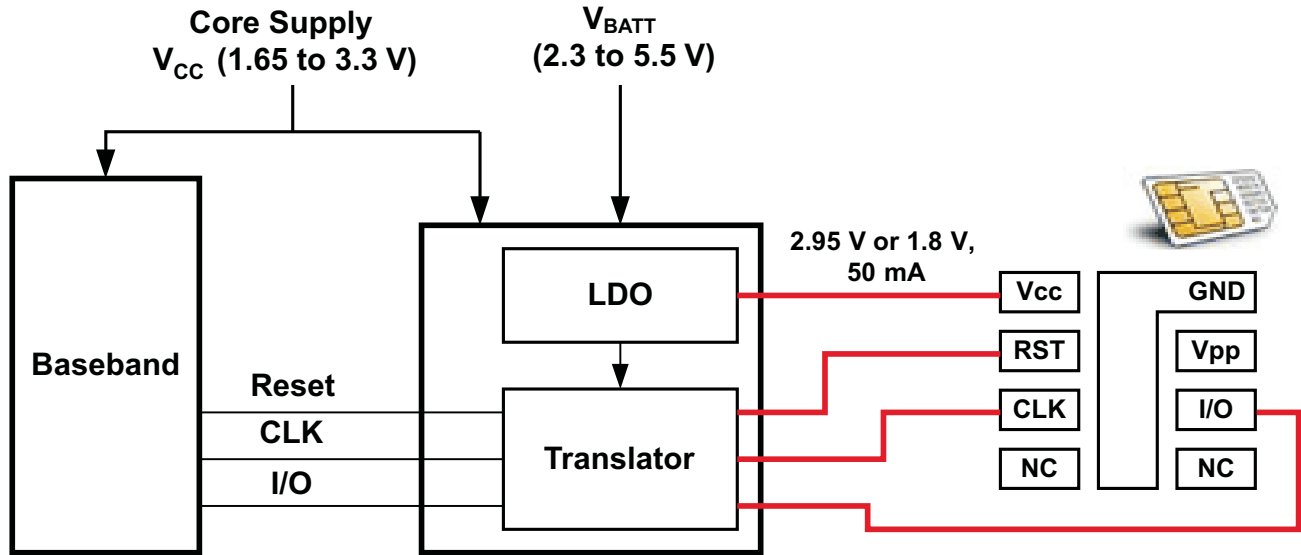 Core Supply
VCC (1.65 to 3.3 V)
VBATT
(2.3 to 5.5 V)
2.95 V or 1.8 V,
50 mA
LDO
Vcc
GND
Baseband
RST
Vpp
Reset
CLK
I/O
CLK
Translator
I/O
NC
NC